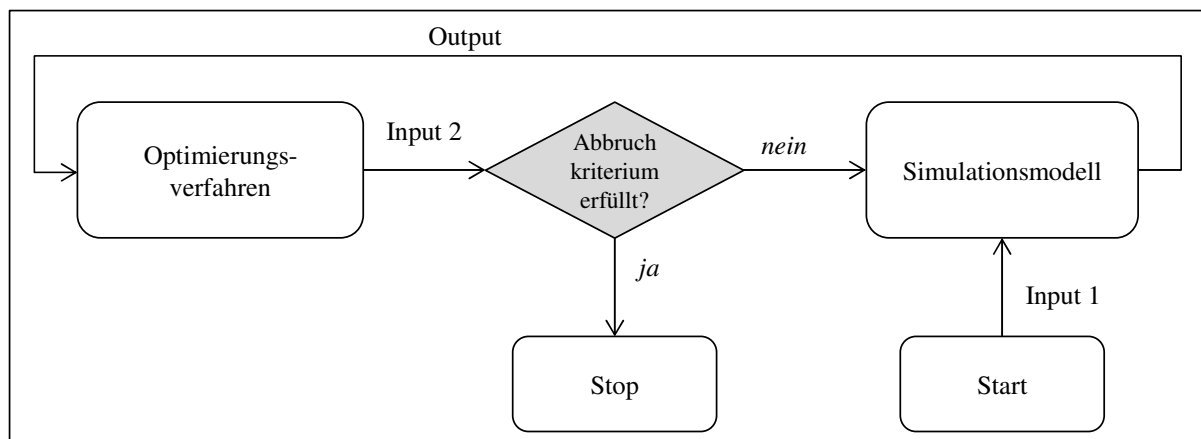 Output
Input 2
Optimierungs-
verfahren
Abbruch
kriterium
erfüllt?
nein
Simulationsmodell
ja
Input 1
Stop
Start